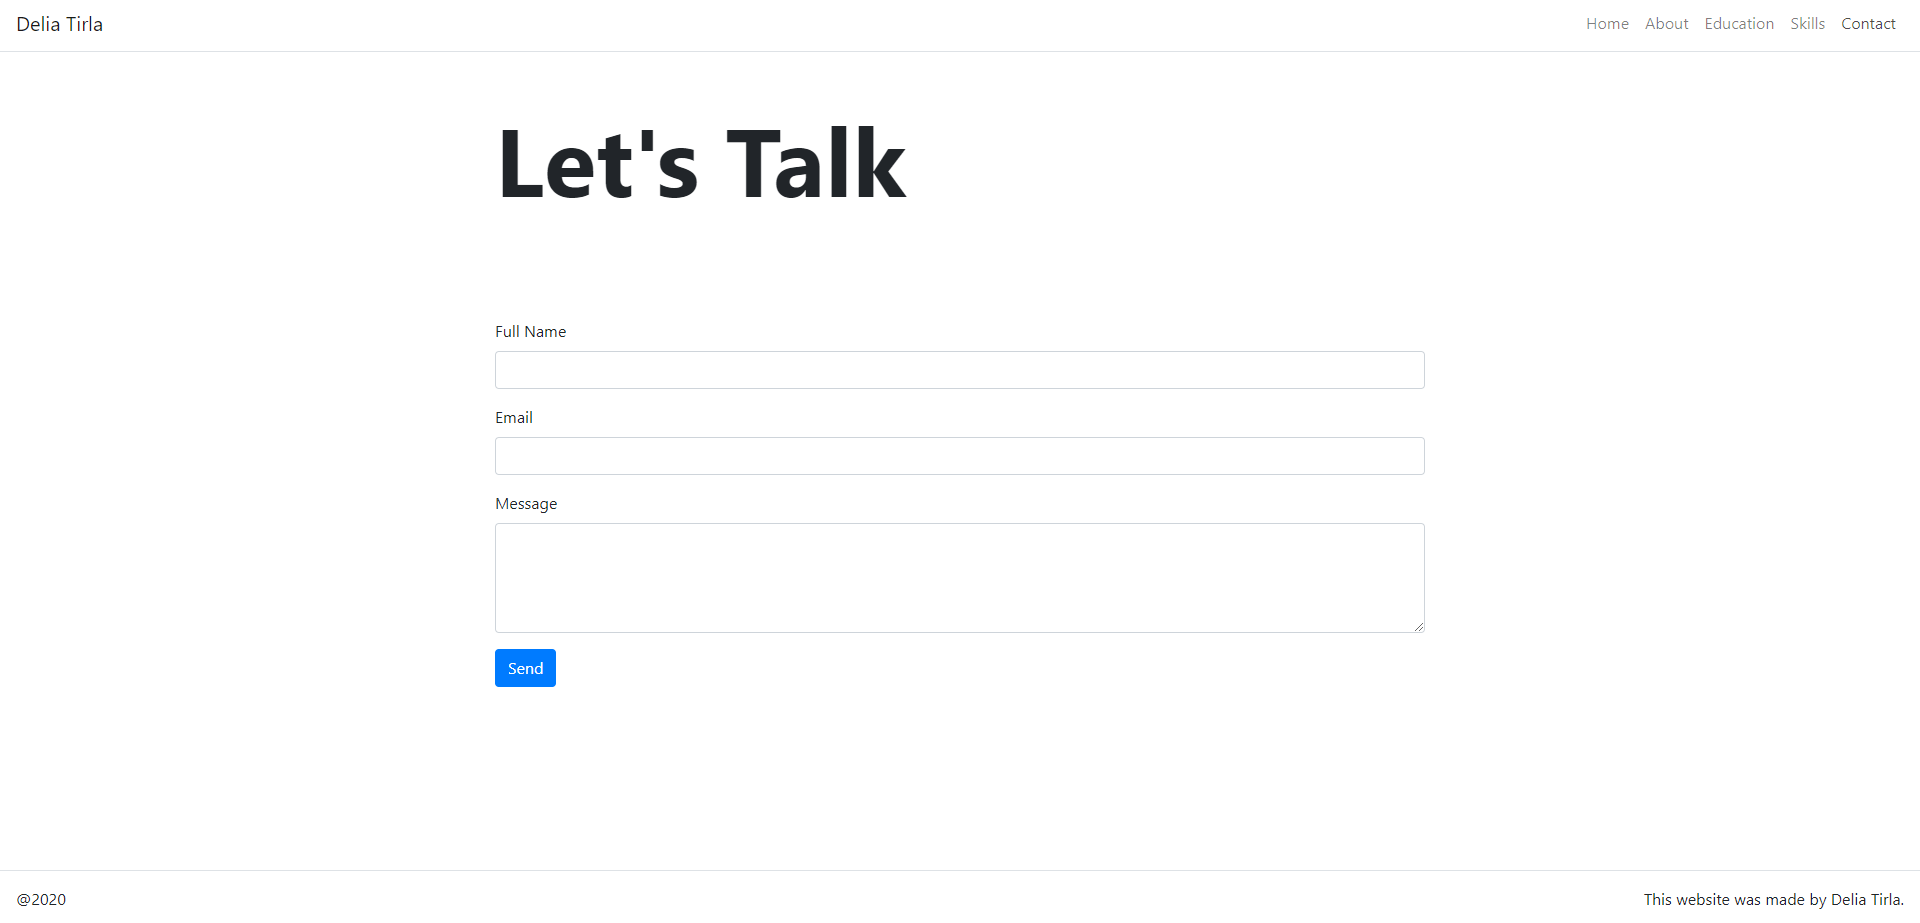 Delia Tirla
Home About Education Skills Contact
Let's Talk
Full Name
Email
Message
Send
@2020
This website was made by Delia Tirla.